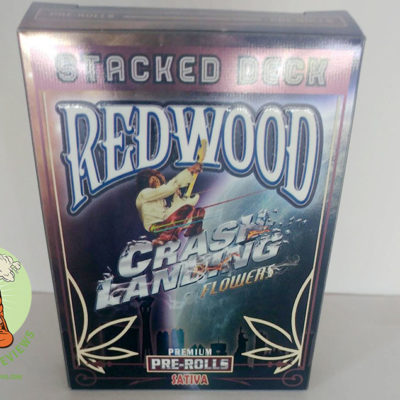 PRE-ROLLS
STACKED DECK
REDWOOD
CRASH
LANDING
FLOWERS
PREMIUM
PRE-ROLLS
SATIVA